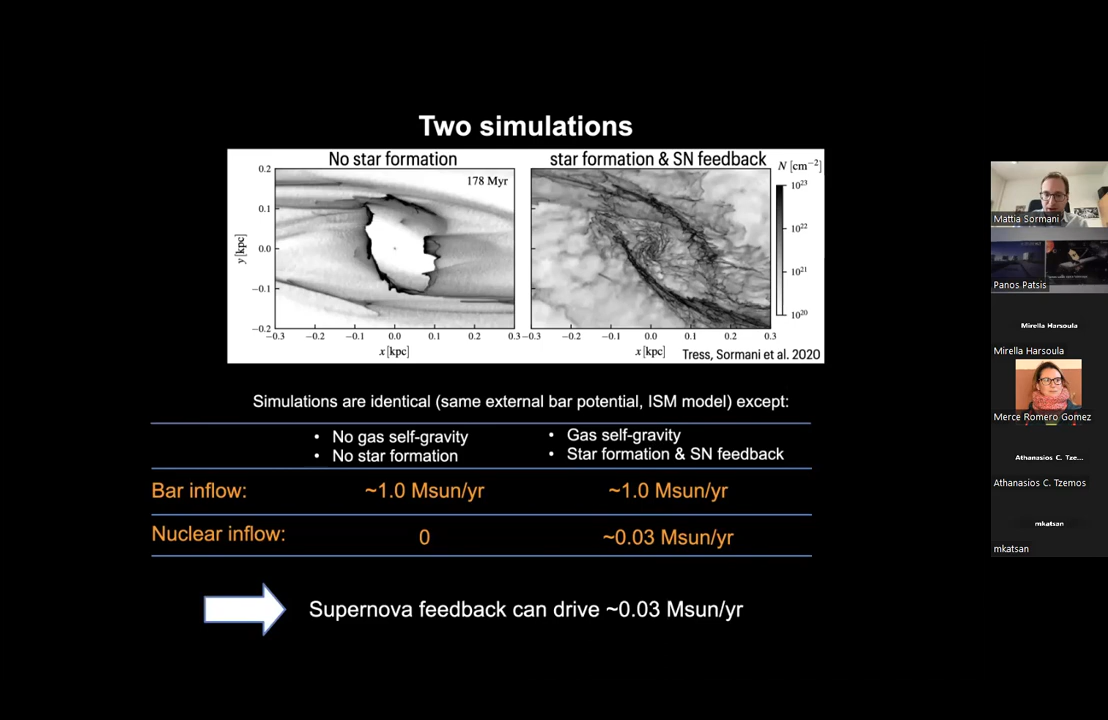 Two simulations
No star formation
star formation & SN feedback
N [cm⁻²]
178 Myr
0.2
0.1
0.0
−0.1
−0.2
y [kpc]
−0.3 −0.2 −0.1 0.0 0.1 0.2 0.3
x [kpc]
−0.3 −0.2 −0.1 0.0 0.1 0.2 0.3
x [kpc]
10²³
10²²
10²¹
10²⁰
Tress, Sormani et al. 2020
Simulations are identical (same external bar potential, ISM model) except:
• No gas self-gravity
• No star formation
• Gas self-gravity
• Star formation & SN feedback
Bar inflow: ~1.0 Msun/yr ~1.0 Msun/yr
Nuclear inflow: 0 ~0.03 Msun/yr
Supernova feedback can drive ~0.03 Msun/yr
Mattia Sormani
Panos Patsis
Mirella Harsoula
Mirella Harsoula
Merce Romero Gomez
Athanasios C. Tze...
Athanasios C. Tzemos
mkatsan
mkatsan